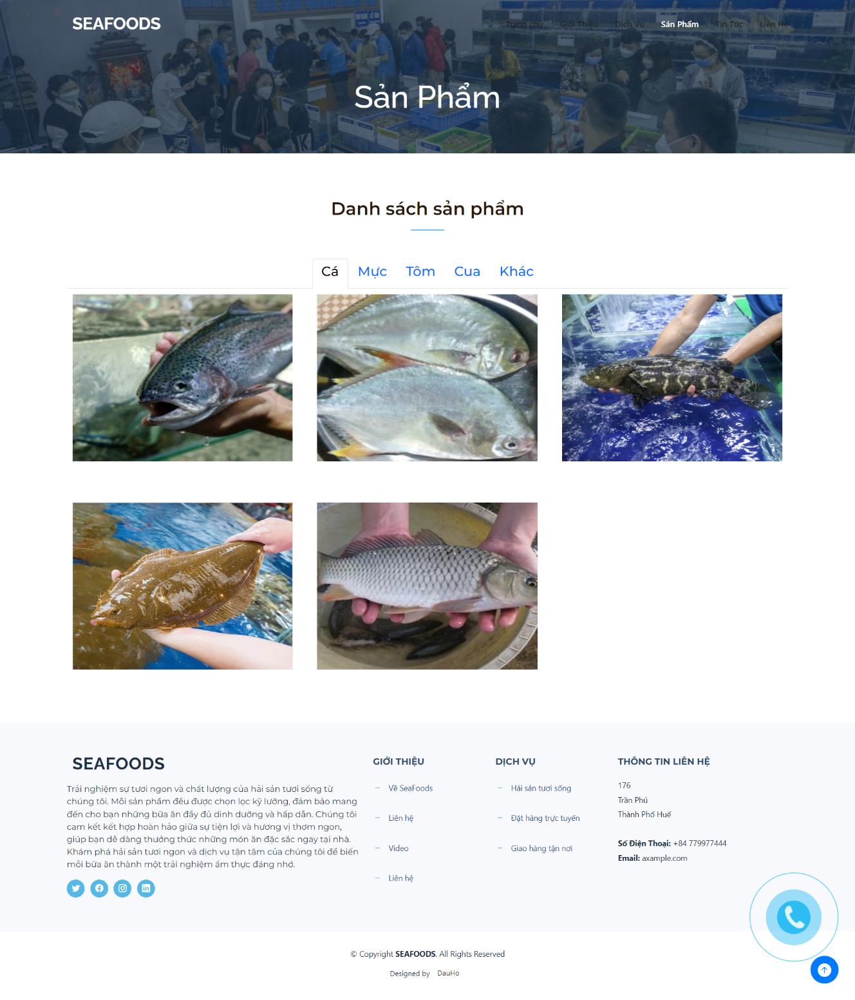 SEAFOODS
Trang chủ Giới Thiệu Dịch Vụ Sản Phẩm Tin Tức Liên Hệ
Sản Phẩm
Danh sách sản phẩm
Cá Mực Tôm Cua Khác
SEAFOODS
Trải nghiệm sự tươi ngon và chất lượng của hải sản tươi sống từ
chúng tôi. Mỗi sản phẩm đều được chọn lọc kỹ lưỡng, đảm bảo mang
đến cho bạn những bữa ăn đầy đủ dinh dưỡng và hấp dẫn. Chúng tôi
cam kết kết hợp hoàn hảo giữa sự tiện lợi và hương vị thơm ngon,
giúp bạn dễ dàng thưởng thức những món ăn đặc sắc ngay tại nhà.
Khám phá hải sản tươi ngon và dịch vụ tận tâm của chúng tôi để biến
mỗi bữa ăn thành một trải nghiệm ẩm thực đáng nhớ.
GIỚI THIỆU
Về SeaFoods
Liên hệ
Video
Liên hệ
DỊCH VỤ
Hải sản tươi sống
Đặt hàng trực tuyến
Giao hàng tận nơi
THÔNG TIN LIÊN HỆ
176
Trần Phú
Thành Phố Huế
Số Điện Thoại: +84 779977444
Email: axample.com
© Copyright SEAFOODS. All Rights Reserved
Designed by DauHo